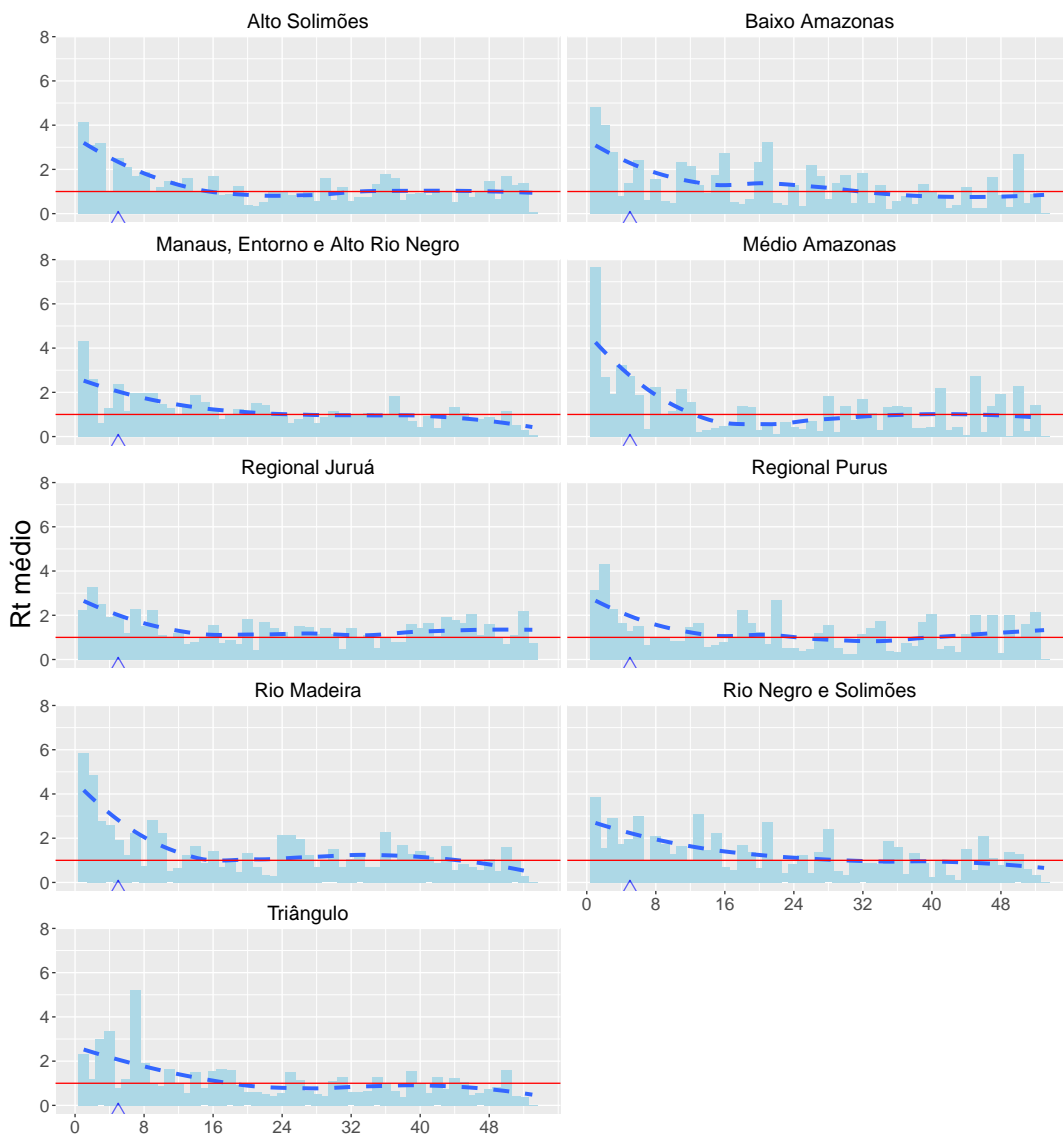 Alto Solimões
Baixo Amazonas
8
6
4
2
0
Manaus, Entorno e Alto Rio Negro
Médio Amazonas
8
6
4
2
0
Regional Juruá
Regional Purus
8
6
4
2
0
Rt médio
Rio Madeira
Rio Negro e Solimões
8
6
4
2
0
0 8 16 24 32 40 48
Triângulo
8
6
4
2
0
0 8 16 24 32 40 48